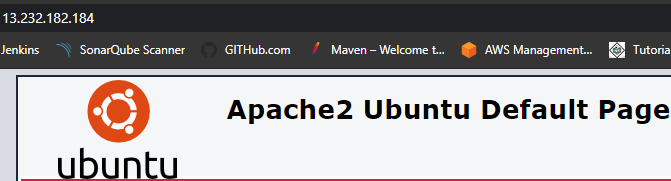 13.232.182.184
Jenkins SonarQube Scanner GITHub.com Maven – Welcome t... AWS Management... Tutoria
Apache2 Ubuntu Default Page
ubuntu